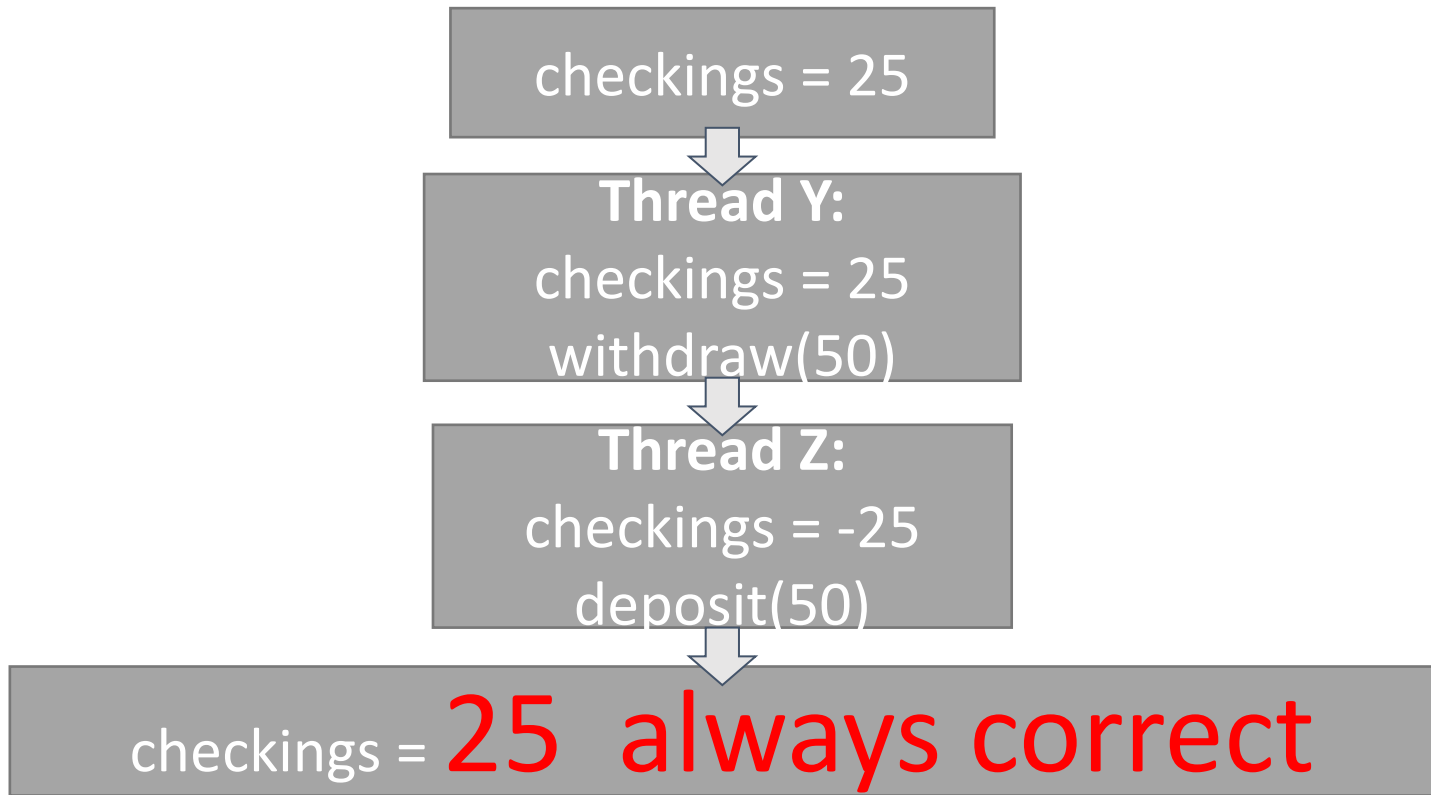 checkings = 25
Thread Y:
checkings = 25
withdraw(50)
Thread Z:
checkings = -25
deposit(50)
checkings = 25 always correct